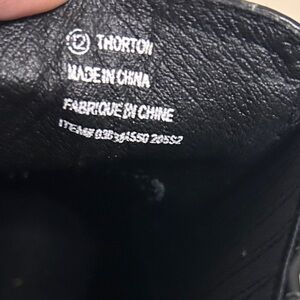 12 THORTON
MADE IN CHINA
FABRIQUE EN CHINE
ITEM#